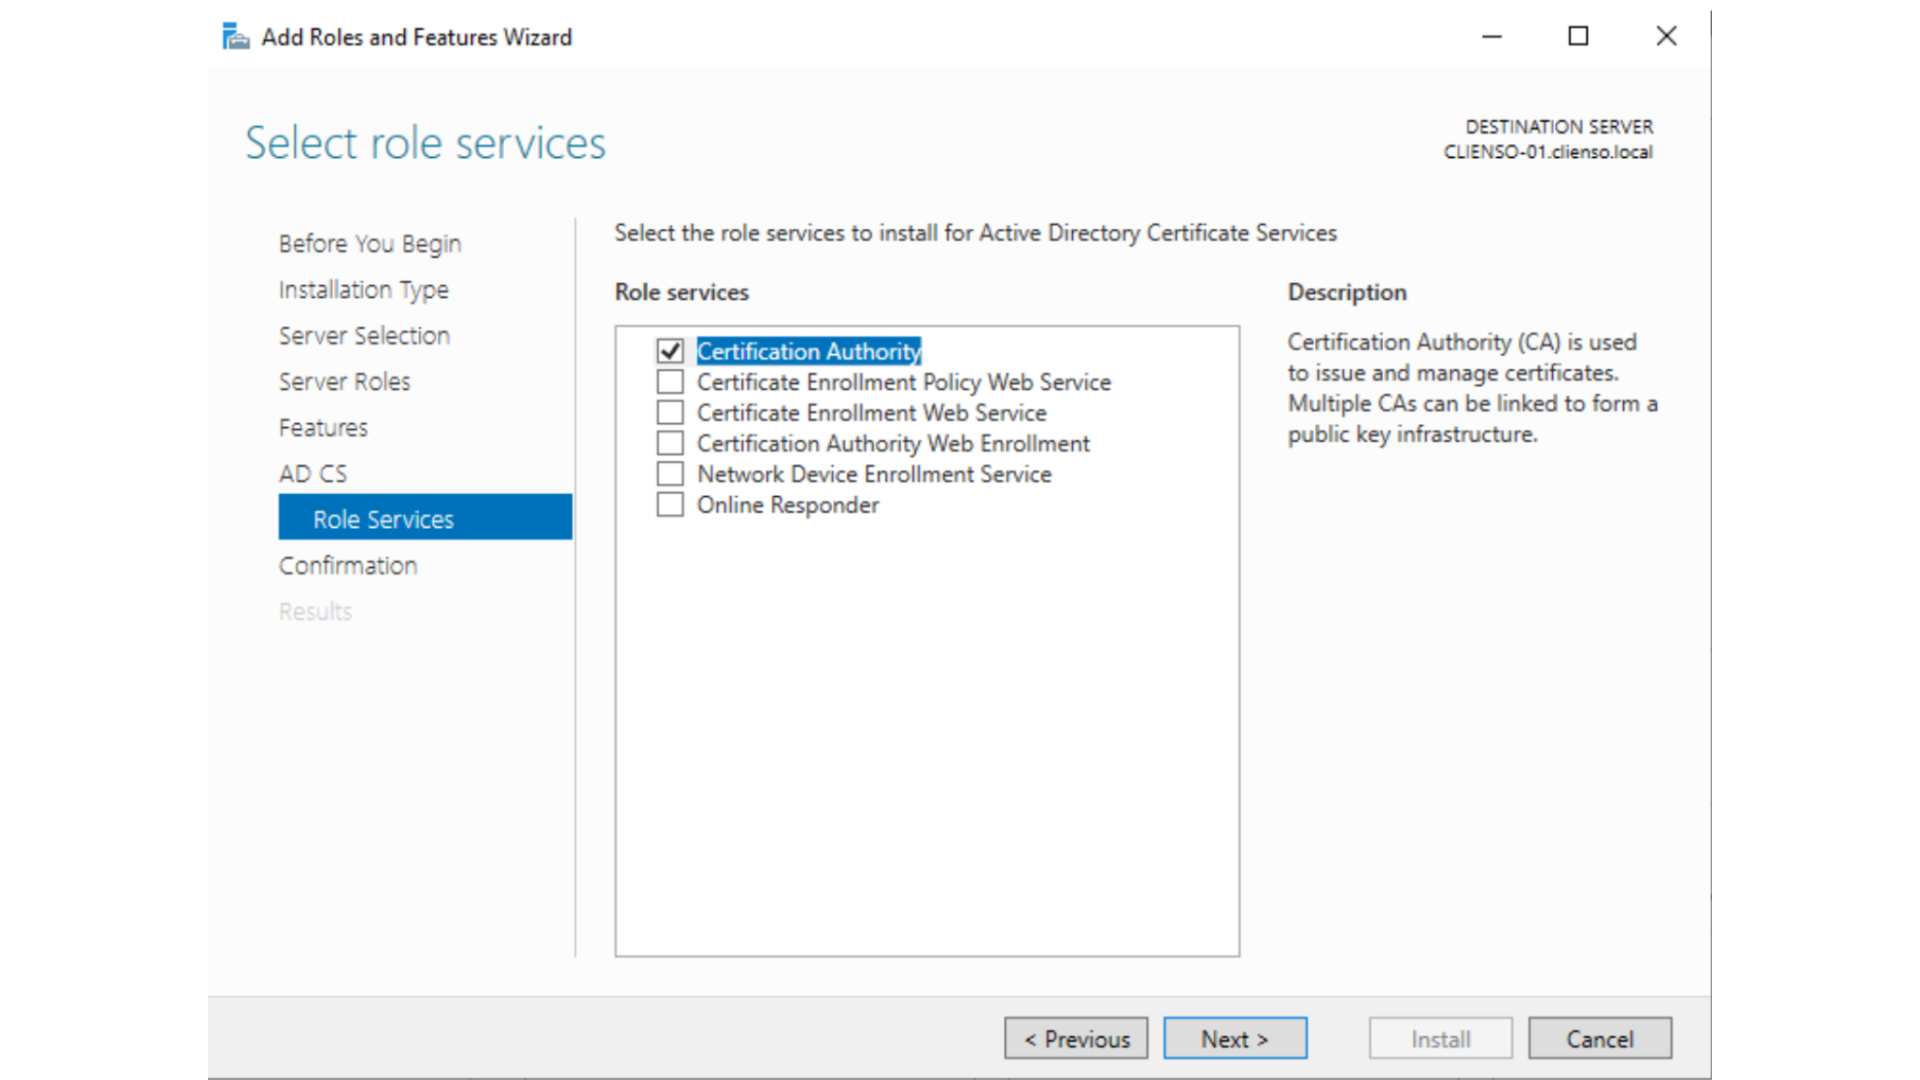 Add Roles and Features Wizard
Select role services
DESTINATION SERVER
CLIENSO-01.clienso.local
Before You Begin
Installation Type
Server Selection
Server Roles
Features
AD CS
Role Services
Confirmation
Results
Select the role services to install for Active Directory Certificate Services
Role services
Certification Authority
Certificate Enrollment Policy Web Service
Certificate Enrollment Web Service
Certification Authority Web Enrollment
Network Device Enrollment Service
Online Responder
Description
Certification Authority (CA) is used
to issue and manage certificates.
Multiple CAs can be linked to form a
public key infrastructure.
< Previous
Next >
Install
Cancel